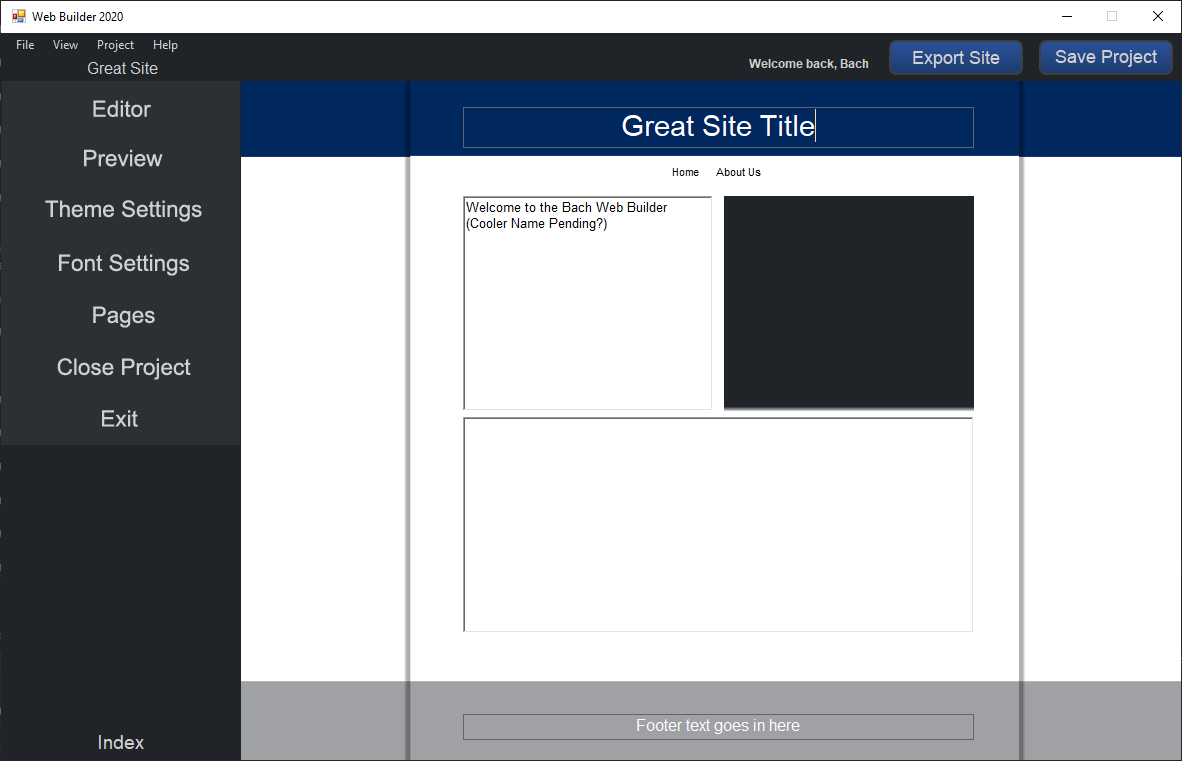 Web Builder 2020
File View Project Help
Great Site
Welcome back, Bach
Export Site
Save Project
Editor
Preview
Theme Settings
Font Settings
Pages
Close Project
Exit
Index
Great Site Title
Home About Us
Welcome to the Bach Web Builder
(Cooler Name Pending?)
Footer text goes in here